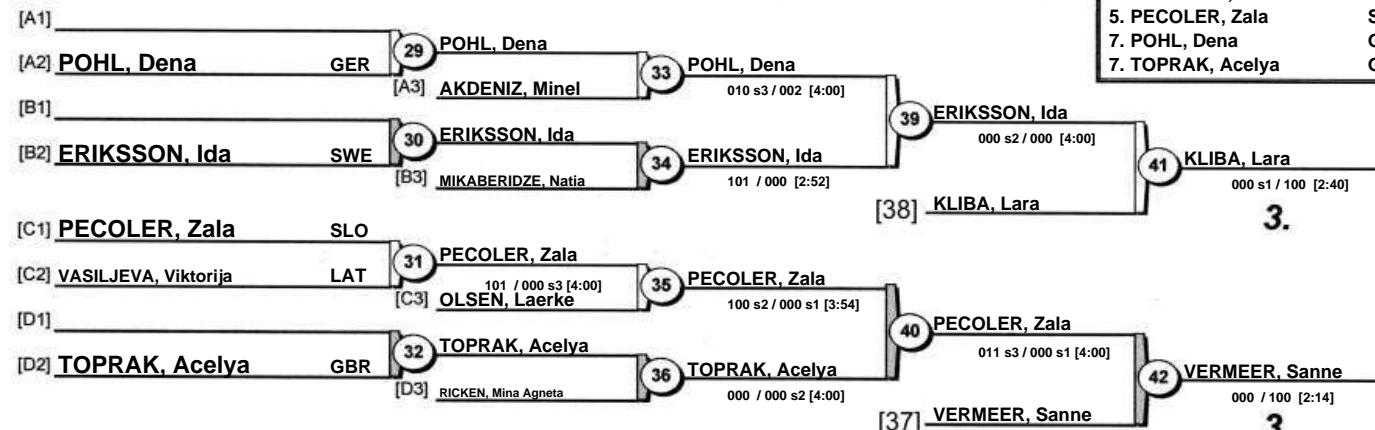 5. PECOLER, Zala S
7. POHL, Dena G
7. TOPRAK, Acelya G
[A1]
[A2] POHL, Dena GER
29 POHL, Dena
[A3] AKDENIZ, Minel
33 POHL, Dena
010 s3 / 002 [4:00]
[B1]
[B2] ERIKSSON, Ida SWE
30 ERIKSSON, Ida
[B3] MIKABERIDZE, Natia
34 ERIKSSON, Ida
101 / 000 [2:52]
39 ERIKSSON, Ida
000 s2 / 000 [4:00]
[38] KLIBA, Lara
41 KLIBA, Lara
000 s1 / 100 [2:40]
3.
[C1] PECOLER, Zala SLO
[C2] VASILJEVA, Viktorija LAT
31 PECOLER, Zala
101 / 000 s3 [4:00]
[C3] OLSEN, Laerke
35 PECOLER, Zala
100 s2 / 000 s1 [3:54]
[D1]
[D2] TOPRAK, Acelya GBR
32 TOPRAK, Acelya
[D3] RICKEN, Mina Agneta
36 TOPRAK, Acelya
000 / 000 s2 [4:00]
40 PECOLER, Zala
011 s3 / 000 s1 [4:00]
[37] VERMEER, Sanne
42 VERMEER, Sanne
000 / 100 [2:14]
3